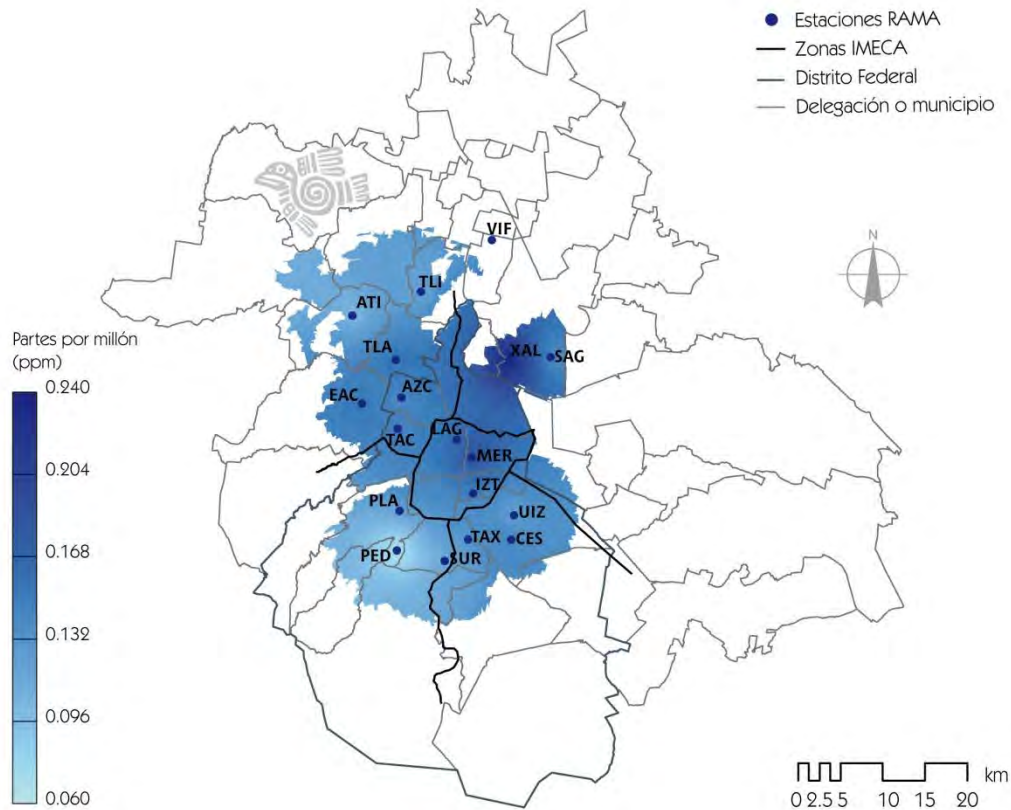 Estaciones RAMA
Zonas IMECA
Distrito Federal
Delegación o municipio
VIF
N
TLI
ATI
Partes por millón
(ppm)
TLA
XAL SAG
0.240
AZC
EAC
LAG
TAC
0.204
MER
IZT
PLA
UIZ
0.168
TAX CES
PED SUR
0.132
0.096
km
0.060
0 2.5 5 10 15 20